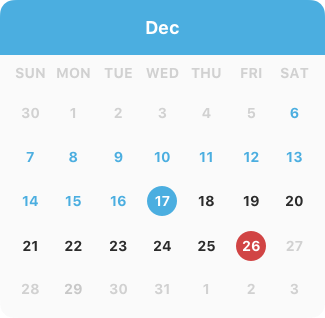 Dec
SUN MON TUE WED THU FRI SAT
30 1 2 3 4 5 6
7 8 9 10 11 12 13
14 15 16 17 18 19 20
21 22 23 24 25 26 27
28 29 30 31 1 2 3